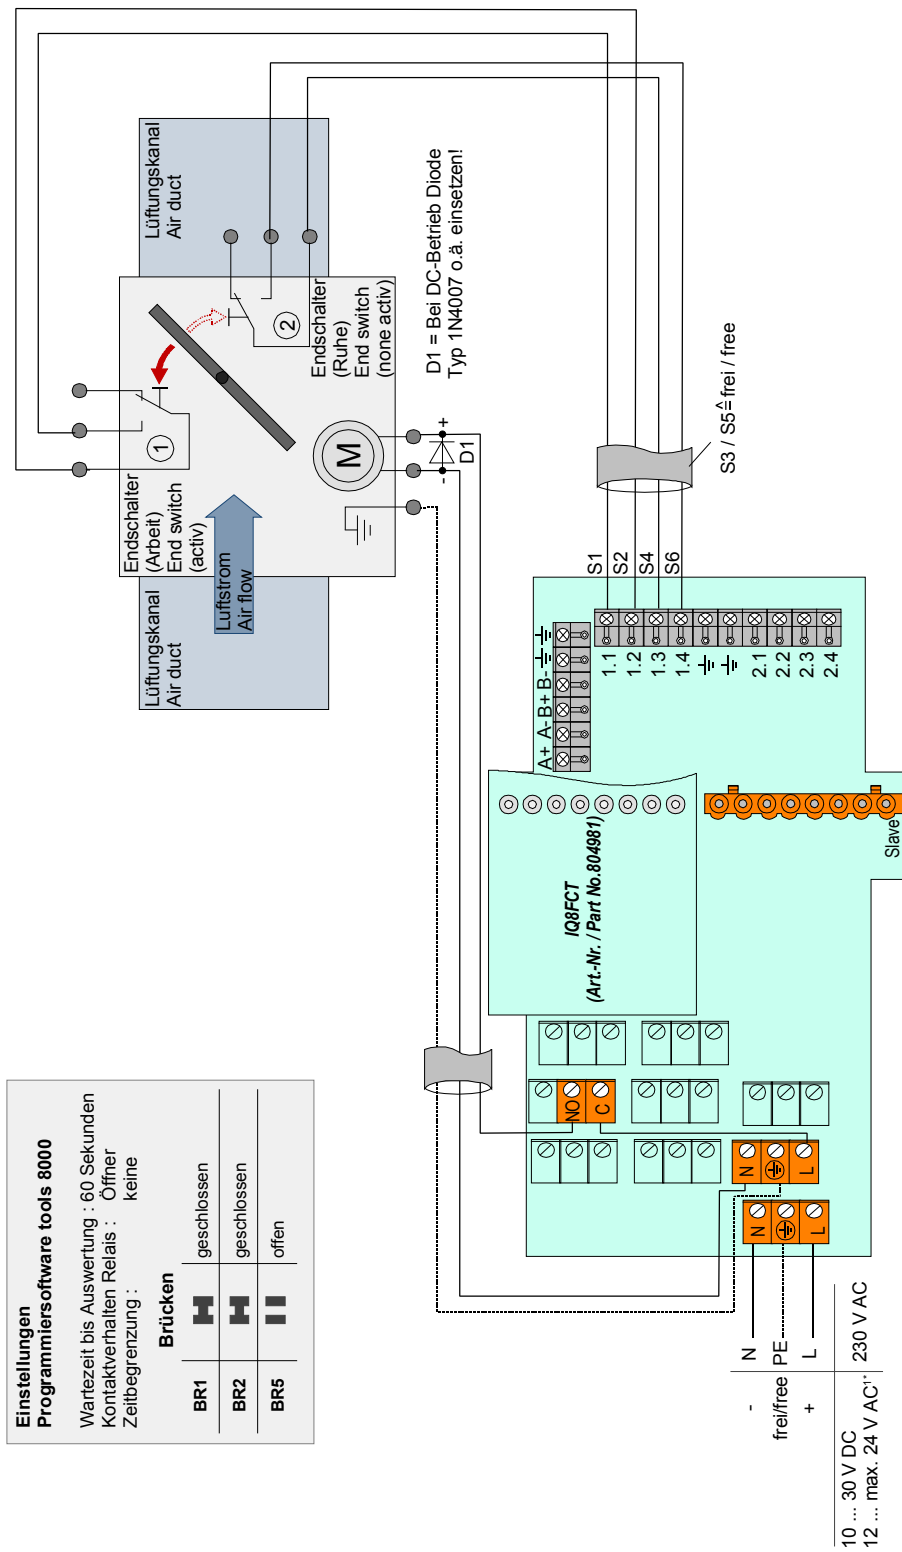 Einstellungen
Programmiersoftware tools 8000
Wartezeit bis Auswertung : 60 Sekunden
Kontaktverhalten Relais : Öffner
Zeitbegrenzung : keine
Brücken
BR1 geschlossen
BR2 geschlossen
BR5 offen
Lüftungskanal
Air duct
Luftstrom
Air flow
Endschalter
(Arbeit)
End switch
(activ)
1
Lüftungskanal
Air duct
2
Endschalter
(Ruhe)
End switch
(none activ)
M
- +
D1
D1 = Bei DC-Betrieb Diode
Typ 1N4007 o.ä. einsetzen!
S3 / S5 ≙ frei / free
S1
S2
S4
S6
A+ A- B+ B-
1.1
1.2
1.3
1.4
2.1
2.2
2.3
2.4
IQ8FCT
(Art.-Nr. / Part No.804981)
Slave
NO
C
N
L
N
L
- N
frei/free PE
+ L
10 ... 30 V DC
12 ... max. 24 V AC¹* 230 V AC